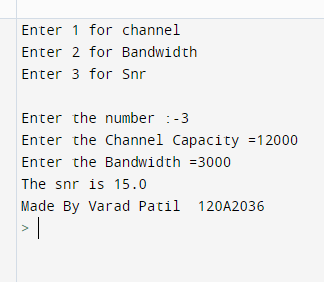 Enter 1 for channel
Enter 2 for Bandwidth
Enter 3 for Snr
Enter the number :-3
Enter the Channel Capacity =12000
Enter the Bandwidth =3000
The snr is 15.0
Made By Varad Patil  120A2036
>